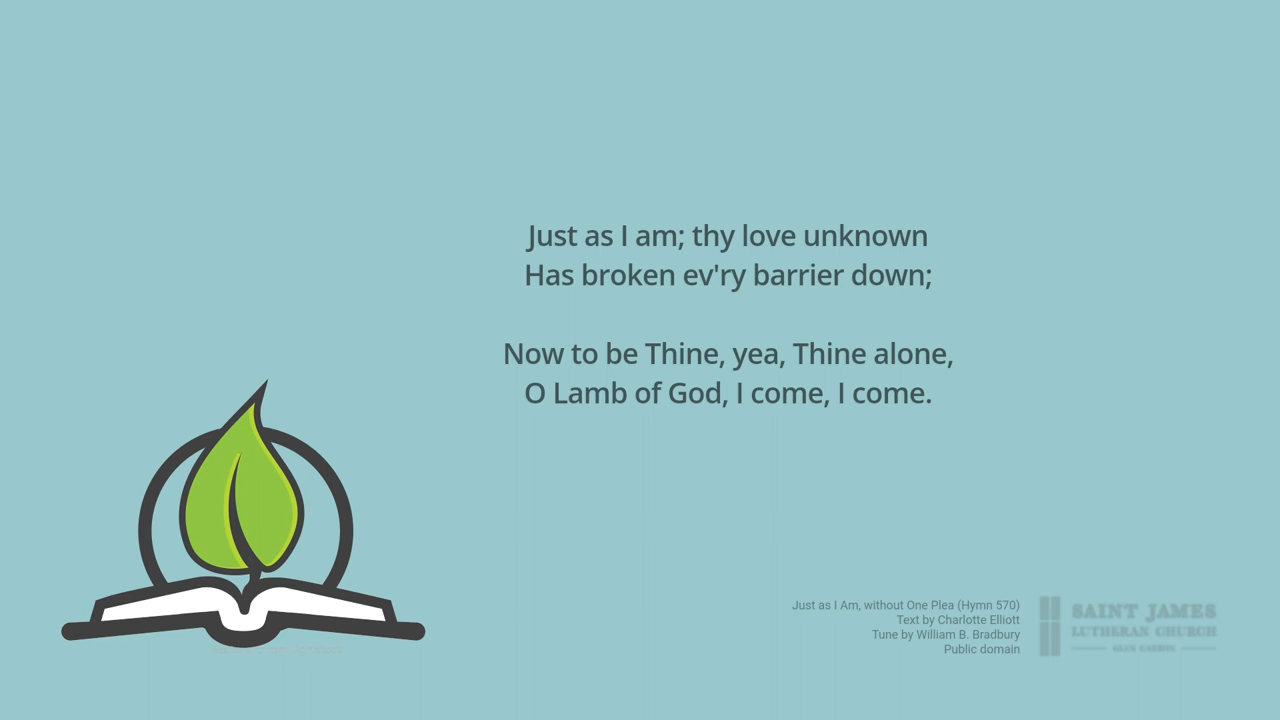 Just as I am; thy love unknown
Has broken ev'ry barrier down;
Now to be Thine, yea, Thine alone,
O Lamb of God, I come, I come.
Just as I Am, without One Plea (Hymn 570)
Text by Charlotte Elliott
Tune by William B. Bradbury
Public domain
SAINT JAMES
LUTHERAN CHURCH
GLEN CARBON